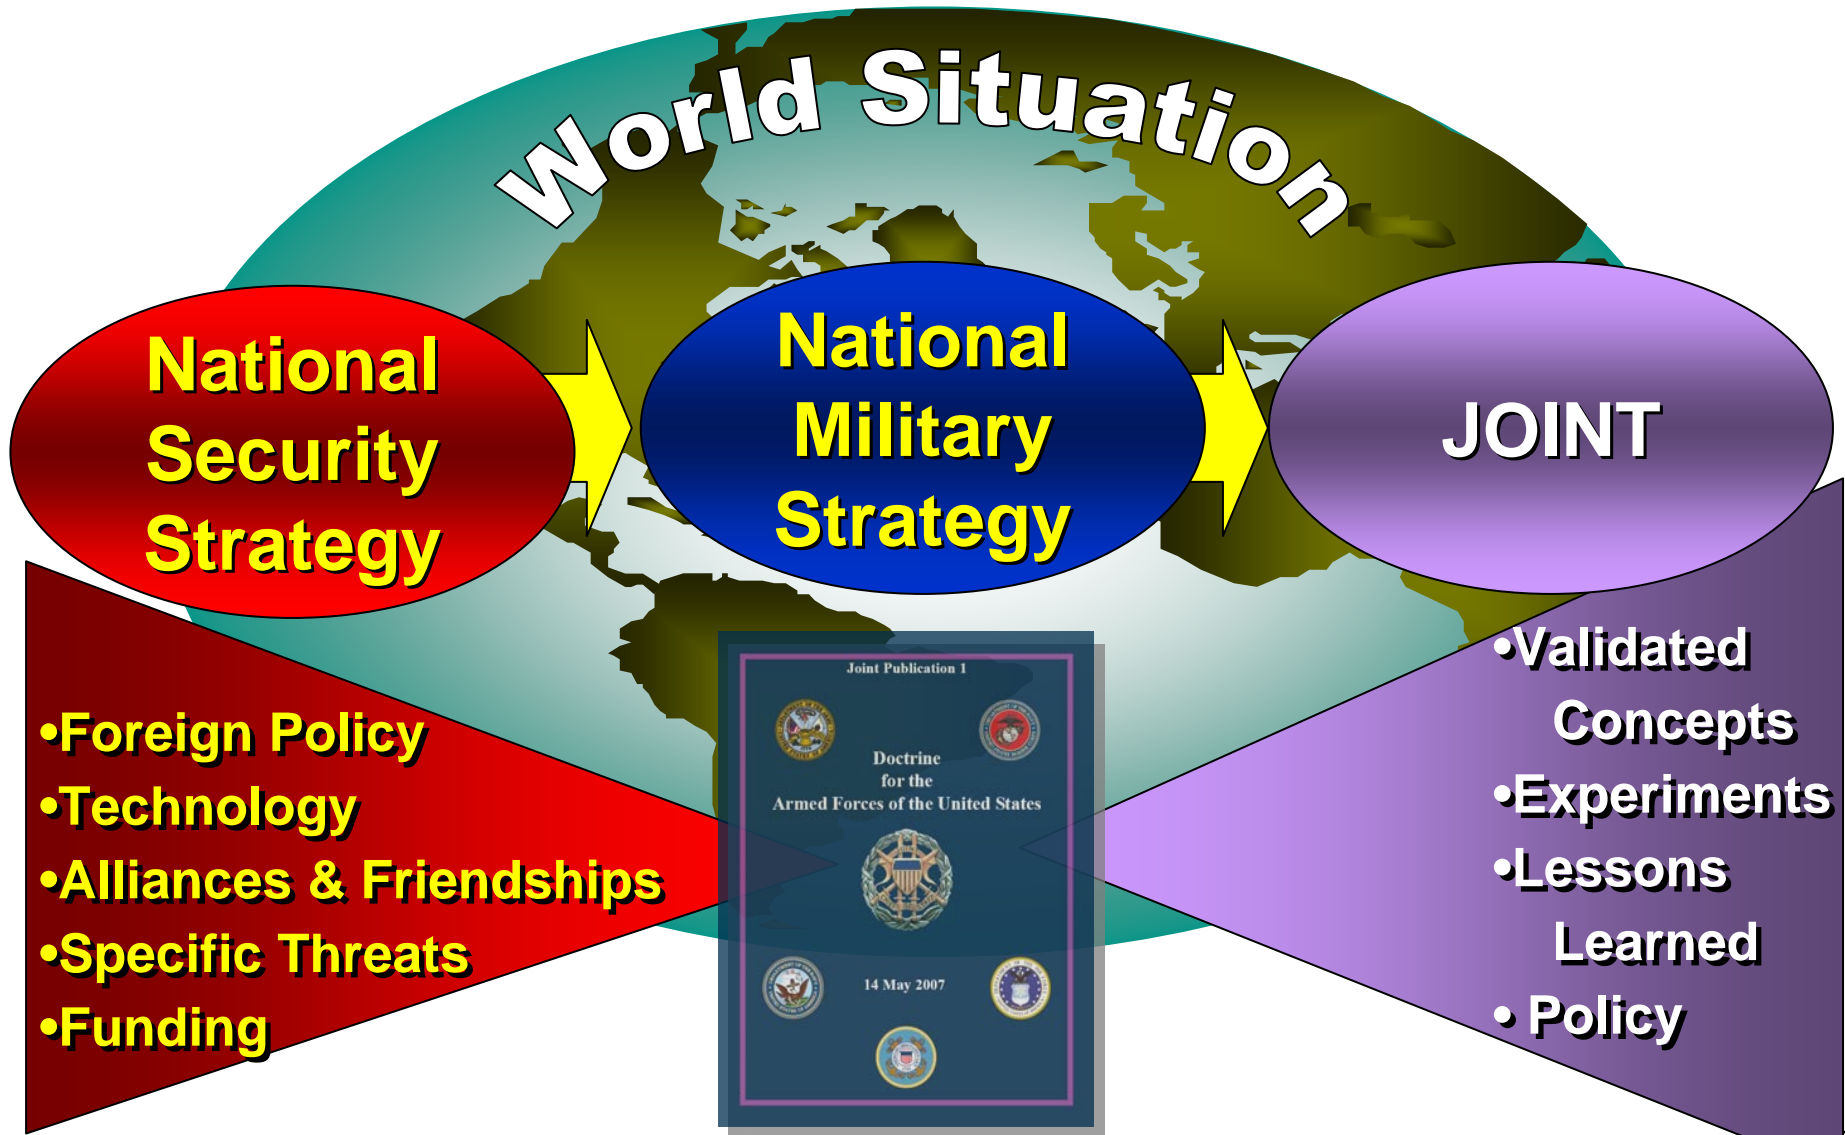 World Situation
National
Security
Strategy
National
Military
Strategy
JOINT
•Foreign Policy
•Technology
•Alliances & Friendships
•Specific Threats
•Funding
Joint Publication 1
Doctrine
for the
Armed Forces of the United States
14 May 2007
•Validated
Concepts
•Experiments
•Lessons
Learned
• Policy